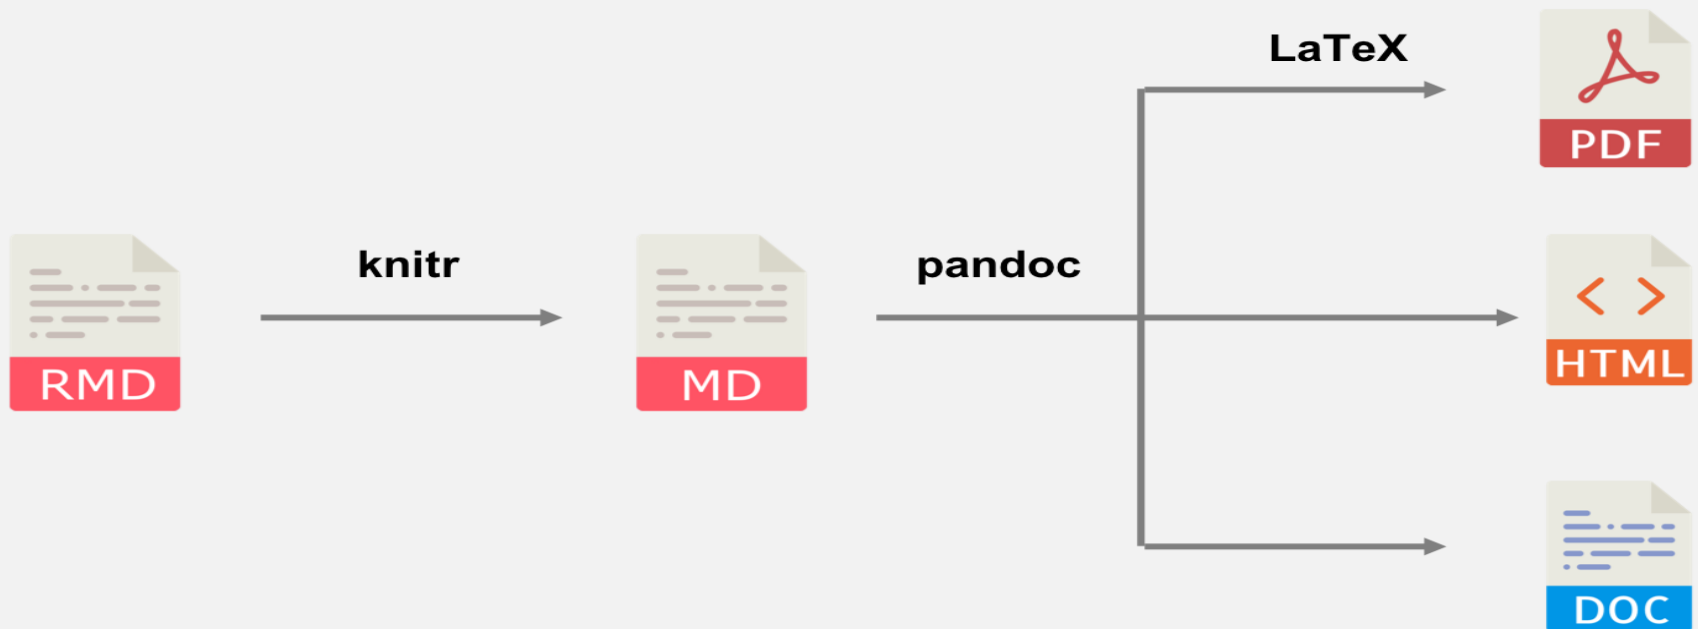 LaTeX
PDF
knitr
pandoc
RMD
MD
HTML
DOC